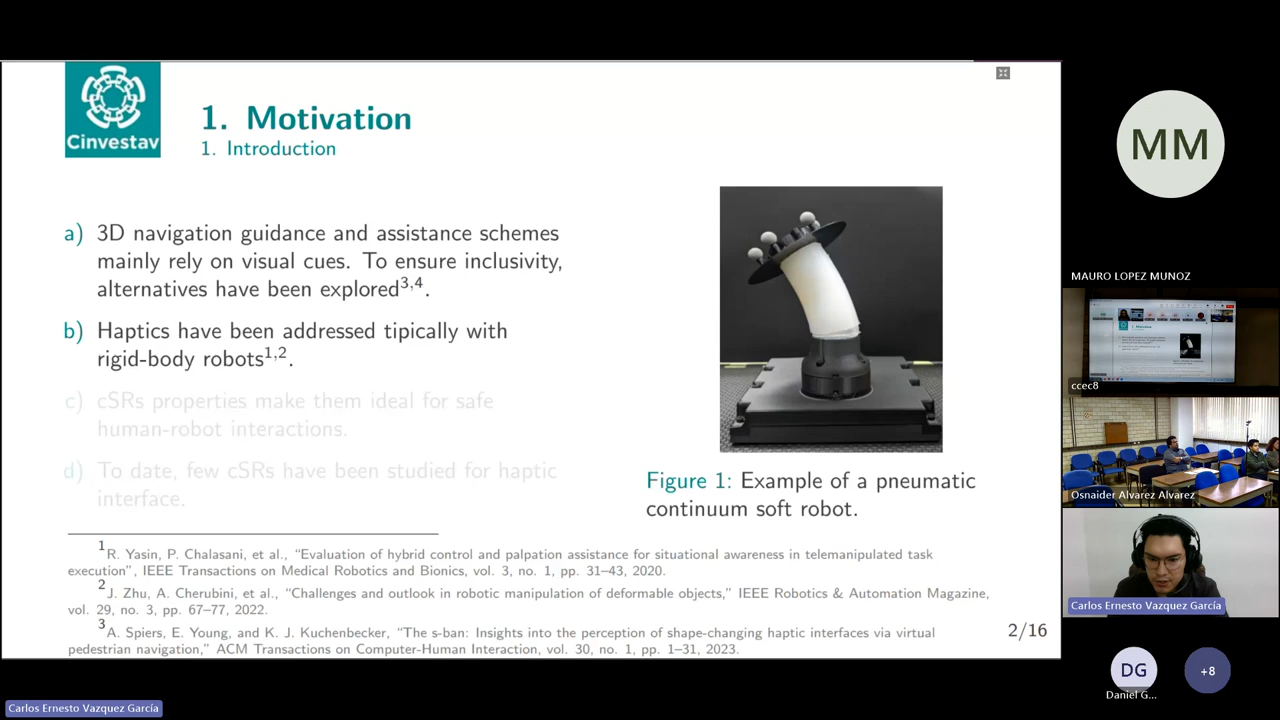 Cinvestav
1. Motivation
1. Introduction
a) 3D navigation guidance and assistance schemes
mainly rely on visual cues. To ensure inclusivity,
alternatives have been explored3,4.
b) Haptics have been addressed tipically with
rigid-body robots1,2.
c) cSRs properties make them ideal for safe
human-robot interactions.
d) To date, few cSRs have been studied for haptic
interface.
Figure 1: Example of a pneumatic
continuum soft robot.
1R. Yasin, P. Chalasani, et al., “Evaluation of hybrid control and palpation assistance for situational awareness in telemanipulated task
execution”, IEEE Transactions on Medical Robotics and Bionics, vol. 3, no. 1, pp. 31–43, 2020.
2J. Zhu, A. Cherubini, et al., “Challenges and outlook in robotic manipulation of deformable objects,” IEEE Robotics & Automation Magazine,
vol. 29, no. 3, pp. 67–77, 2022.
3A. Spiers, E. Young, and K. J. Kuchenbecker, “The s-ban: Insights into the perception of shape-changing haptic interfaces via virtual
pedestrian navigation,” ACM Transactions on Computer-Human Interaction, vol. 30, no. 1, pp. 1–31, 2023.
2/16
MM
MAURO LOPEZ MUNOZ
ccec8
Osnaider Alvarez Alvarez
Carlos Ernesto Vazquez García
DG
Daniel G...
+8
Carlos Ernesto Vazquez García